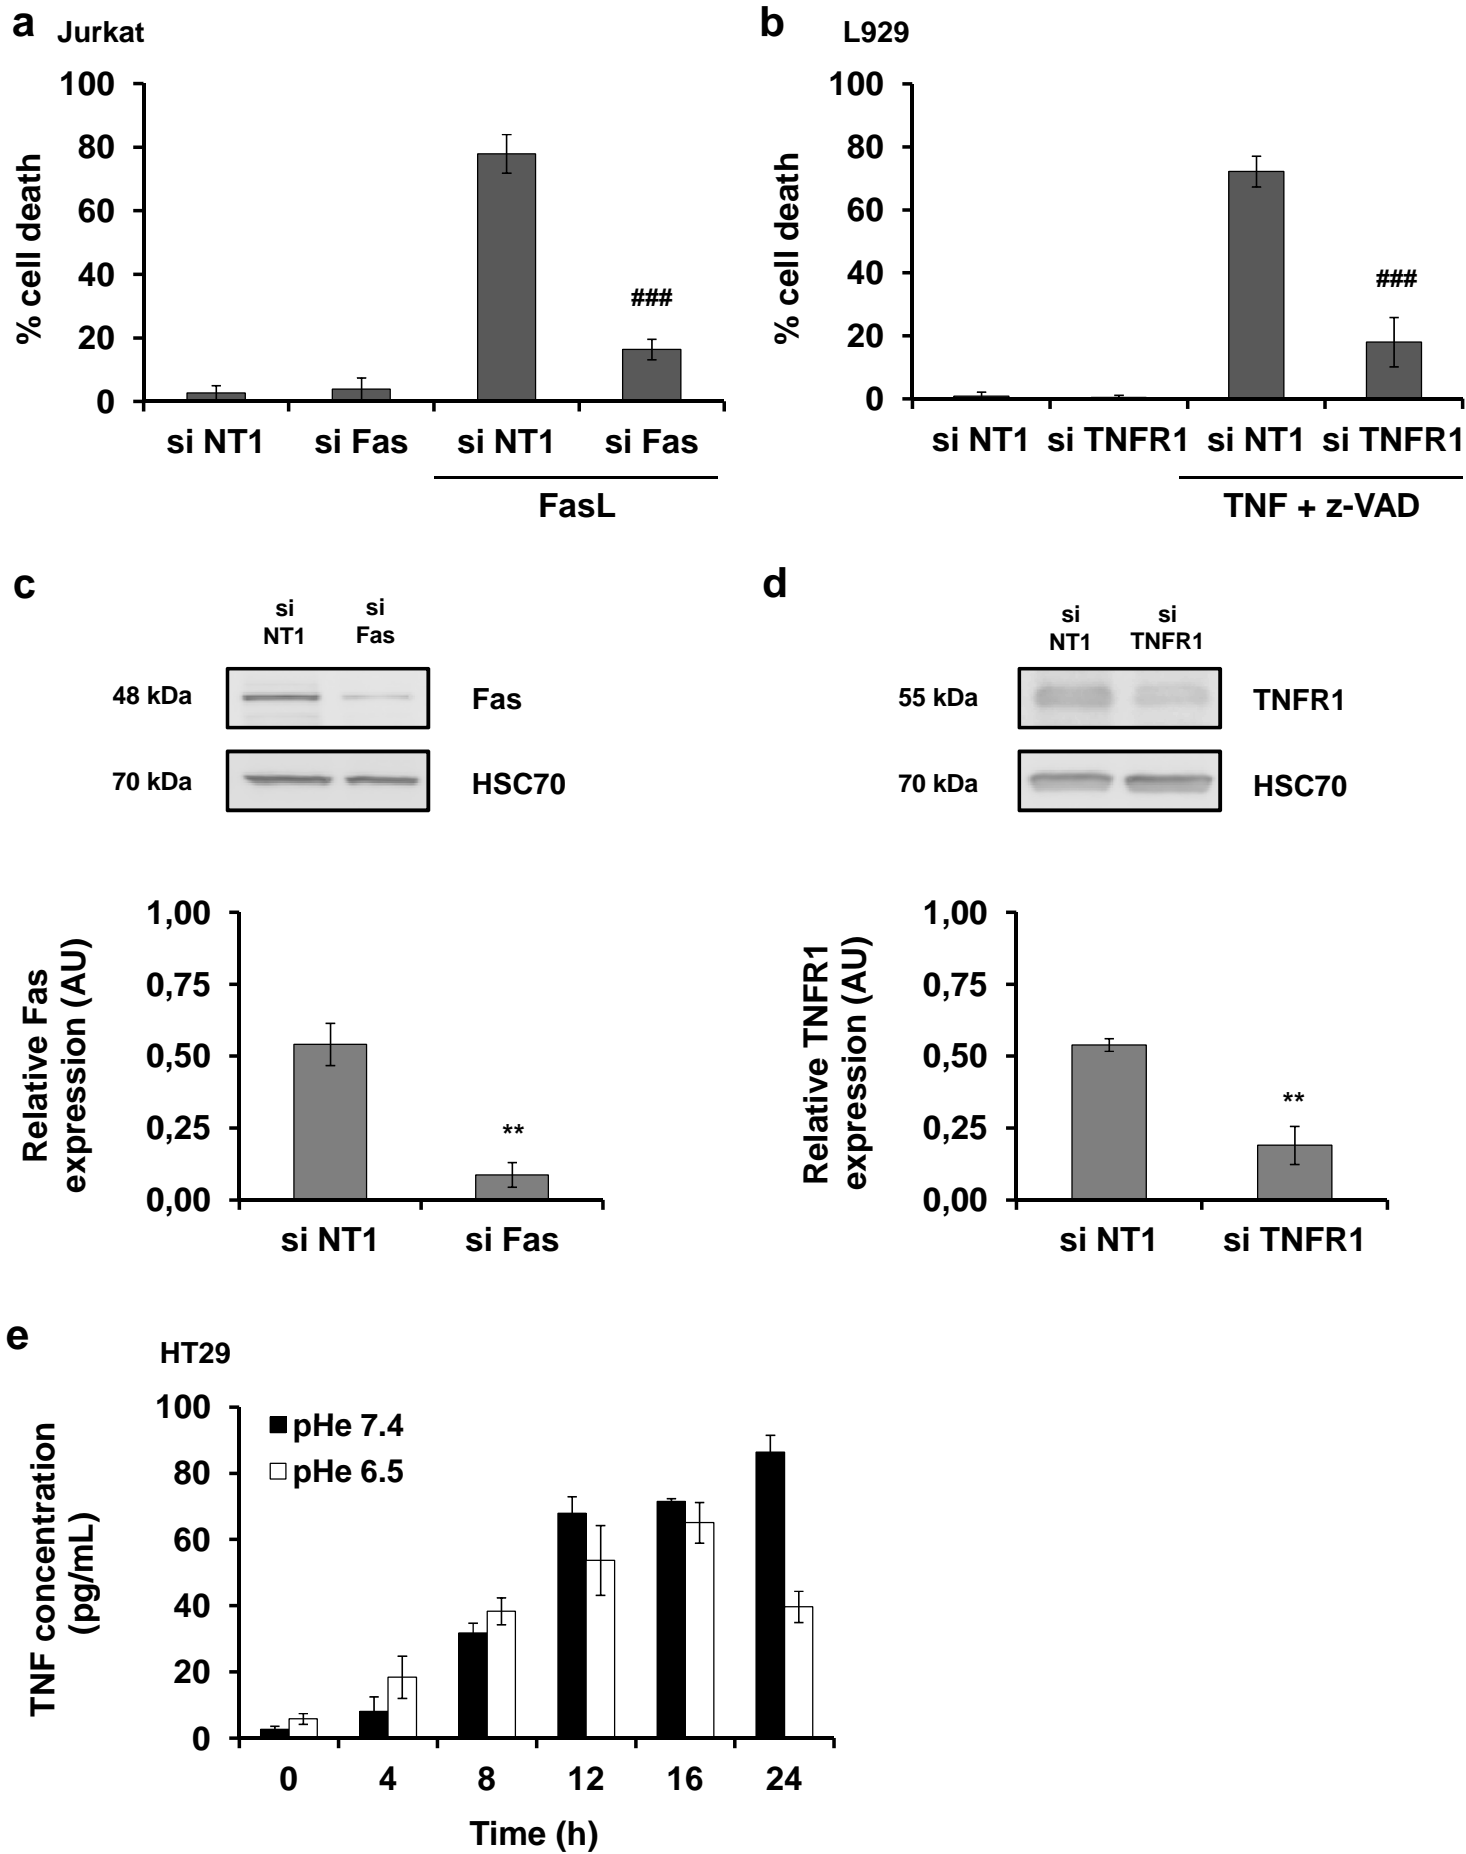 a Jurkat
100
80
60
40
20
0
% cell death
###
si NT1 si Fas si NT1 si Fas
FasL
b L929
100
80
60
40
20
0
% cell death
###
si NT1 si TNFR1 si NT1 si TNFR1
TNF + z-VAD
c
si
NT1
si
Fas
48 kDa Fas
70 kDa HSC70
1,00
0,75
0,50
0,25
0,00
Relative Fas
expression (AU)
**
si NT1 si Fas
d
si
NT1
si
TNFR1
55 kDa TNFR1
70 kDa HSC70
1,00
0,75
0,50
0,25
0,00
Relative TNFR1
expression (AU)
**
si NT1 si TNFR1
e
HT29
100
80
60
40
20
0
TNF concentration
(pg/mL)
pHe 7.4
pHe 6.5
0 4 8 12 16 24
Time (h)